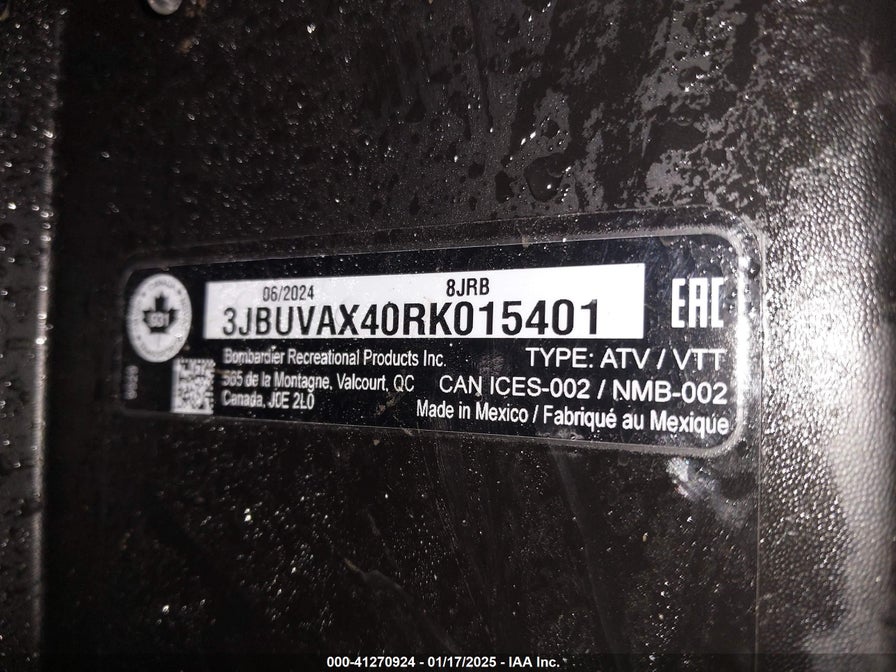 06/2024 8JRB
3JBUVAX40RK015401
EAC
Bombardier Recreational Products Inc.
565 de la Montagne, Valcourt, QC
Canada, J0E 2L0
TYPE: ATV / VTT
CAN ICES-002 / NMB-002
Made in Mexico / Fabriqué au Mexique
000-41270924 - 01/17/2025 - IAA Inc.